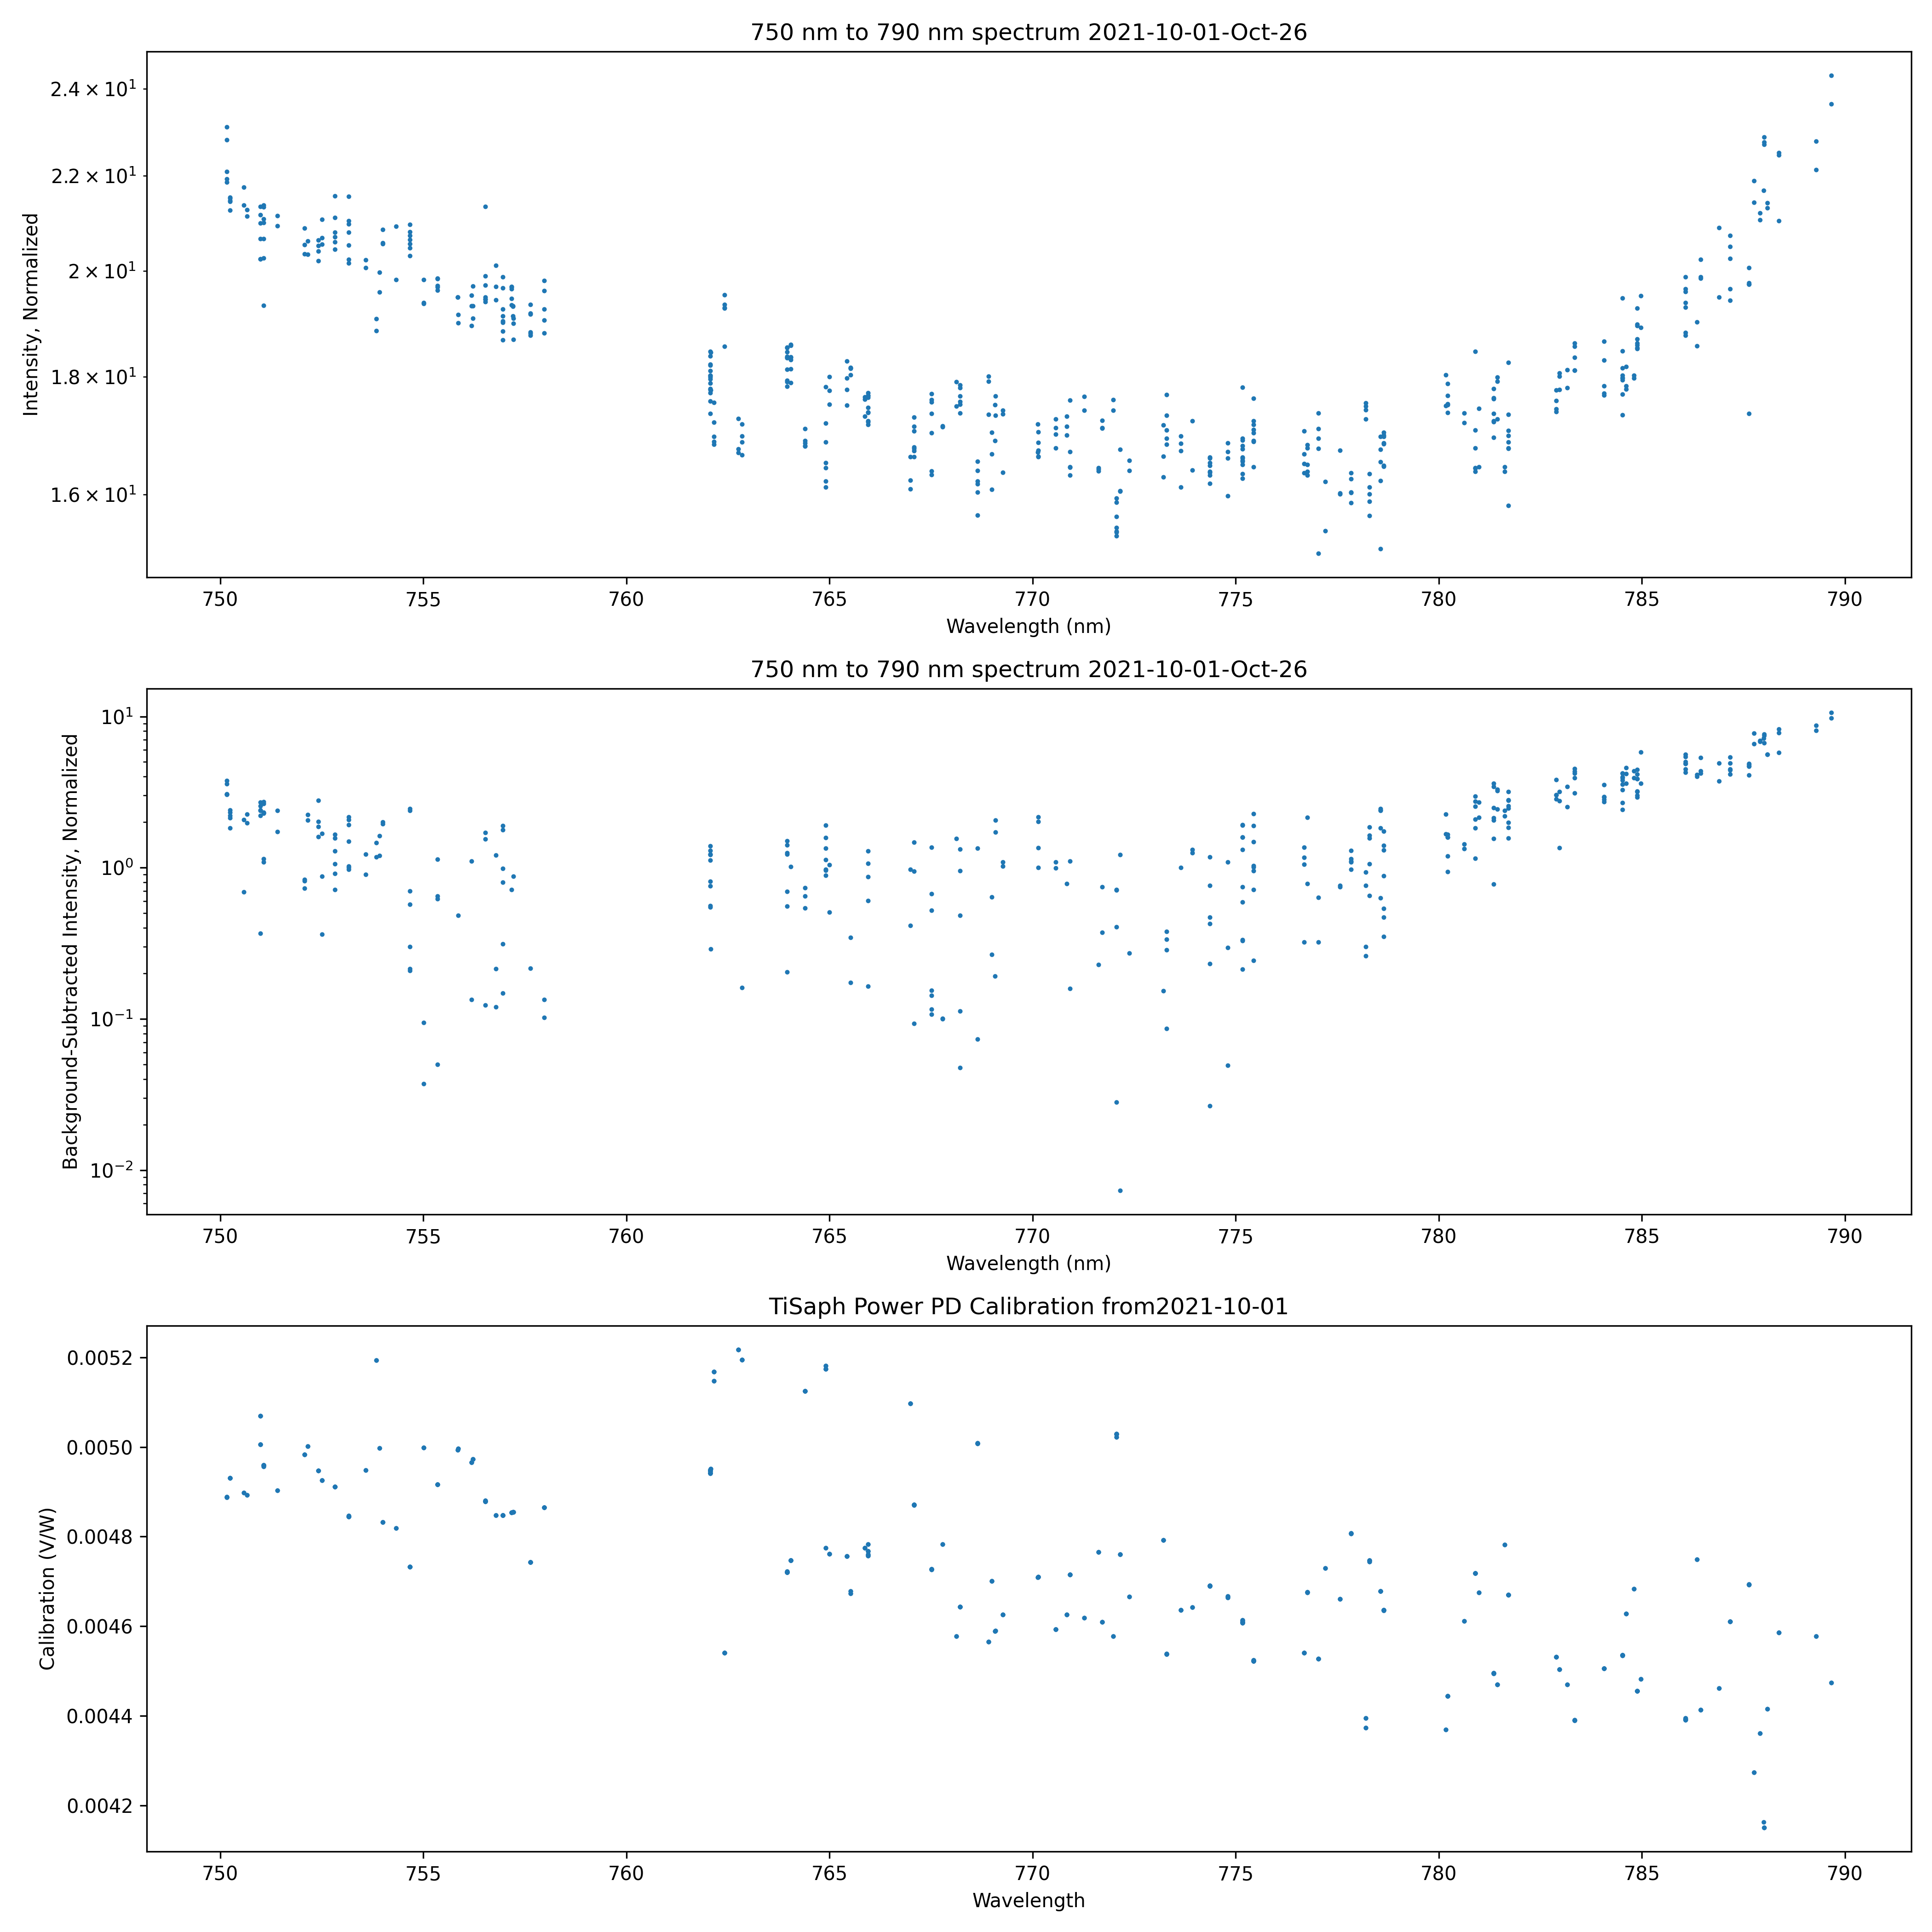 750 nm to 790 nm spectrum 2021-10-01-Oct-26
2.4 × 10¹
2.2 × 10¹
2 × 10¹
1.8 × 10¹
1.6 × 10¹
Intensity, Normalized
750 755 760 765 770 775 780 785 790
Wavelength (nm)
750 nm to 790 nm spectrum 2021-10-01-Oct-26
10¹
10⁰
10⁻¹
10⁻²
Background-Subtracted Intensity, Normalized
750 755 760 765 770 775 780 785 790
Wavelength (nm)
TiSaph Power PD Calibration from2021-10-01
0.0052
0.0050
0.0048
0.0046
0.0044
0.0042
Calibration (V/W)
750 755 760 765 770 775 780 785 790
Wavelength